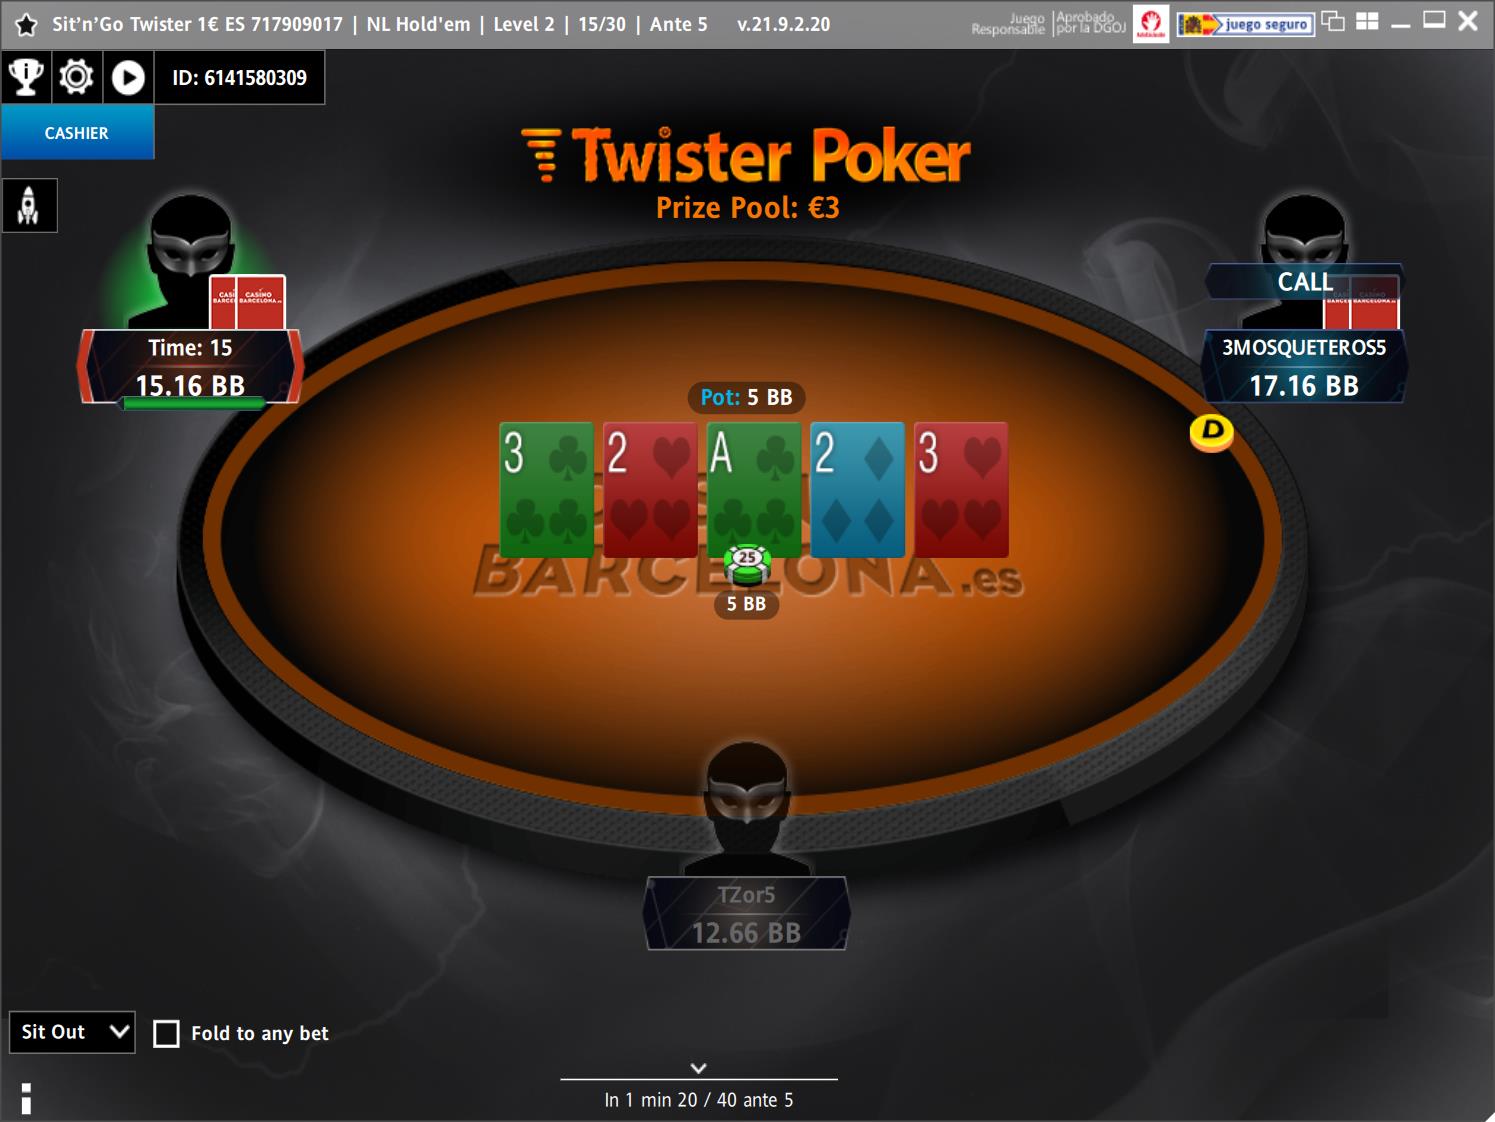 Sit'n'Go Twister 1€ ES 717909017 | NL Hold'em | Level 2 | 15/30 | Ante 5 v.21.9.2.20
Juego Responsable
Aprobado por la DGOJ
juego seguro
ID: 6141580309
CASHIER
Twister Poker
Prize Pool: €3
CASINO BARCELONA.es
Time: 15
15.16 BB
CALL
3MOSQUETEROS5
17.16 BB
D
Pot: 5 BB
3 2 A 2 3
25
BARCELONA.es
5 BB
TZor5
12.66 BB
Sit Out
Fold to any bet
In 1 min 20 / 40 ante 5